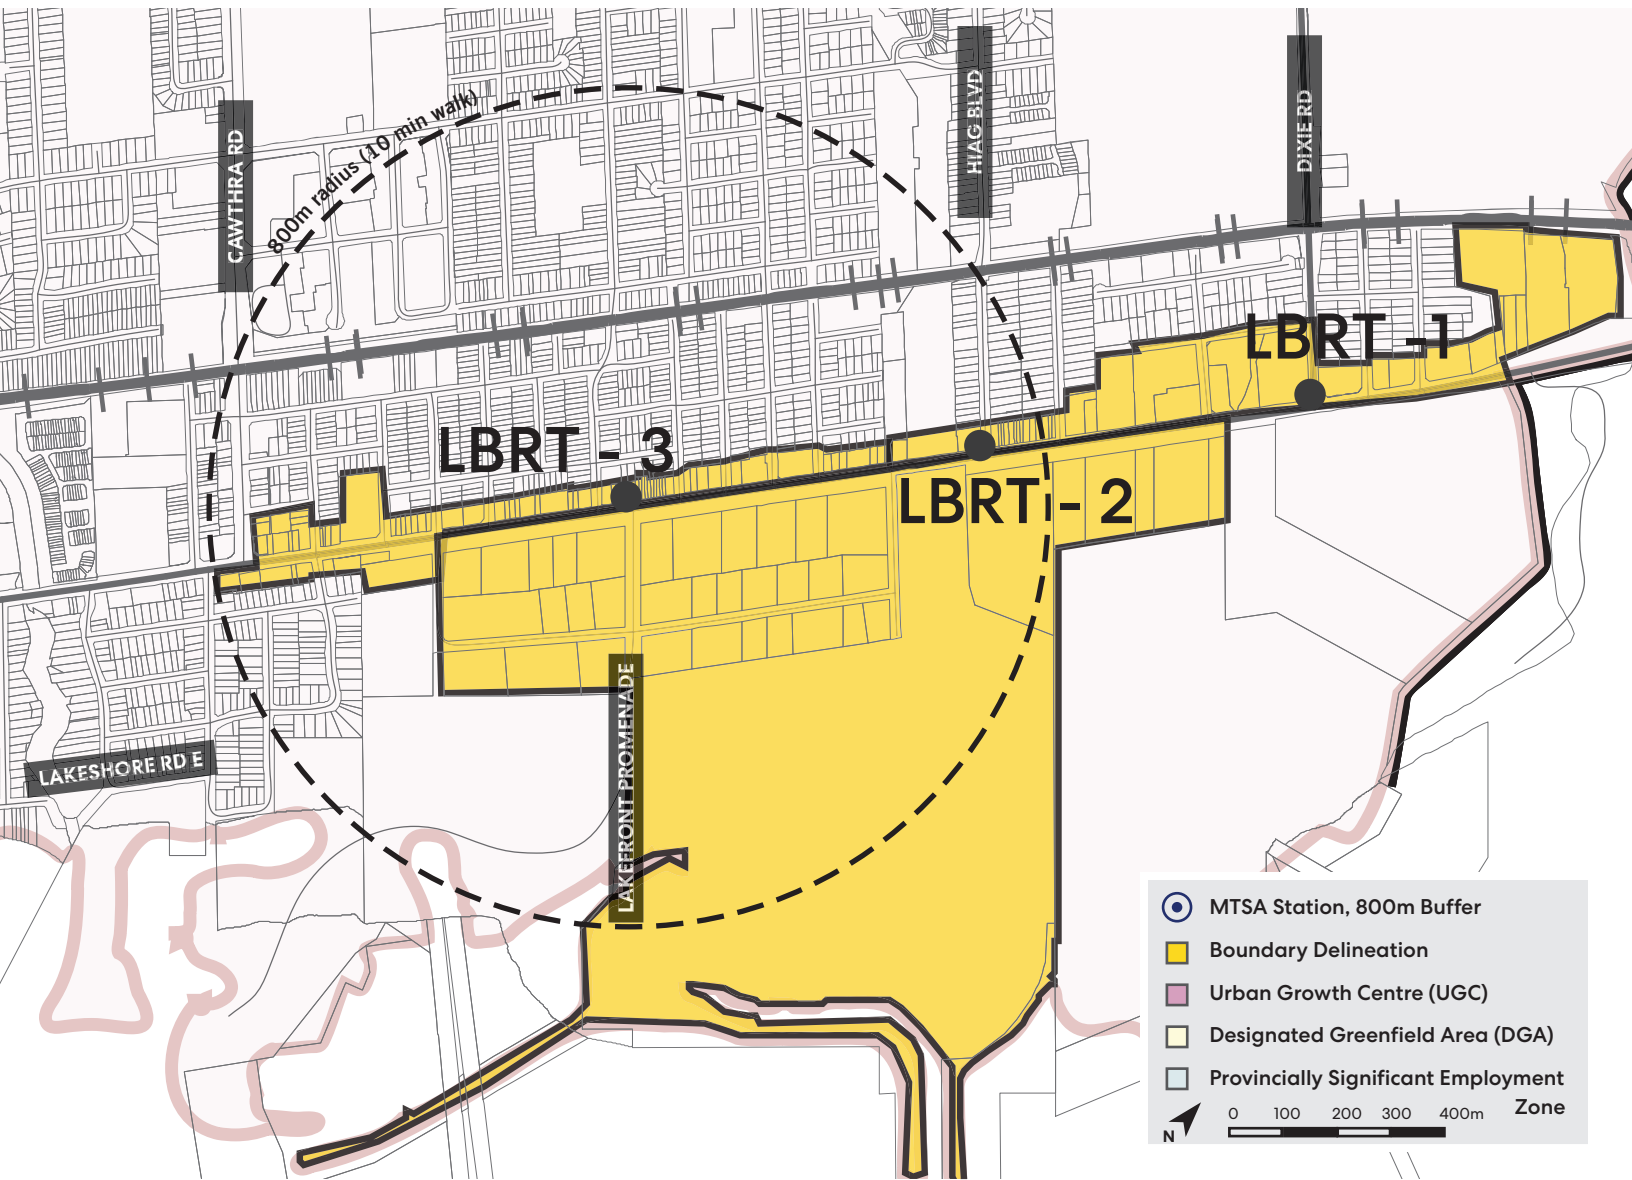 CAWTHRA RD
800m radius (10 min walk)
HIAG BLVD
DIXIE RD
LBRT -1
LBRT - 3
LBRT - 2
LAKEFRONT PROMENADE
LAKESHORE RD E
MTSA Station, 800m Buffer
Boundary Delineation
Urban Growth Centre (UGC)
Designated Greenfield Area (DGA)
Provincially Significant Employment
Zone
N
0 100 200 300 400m